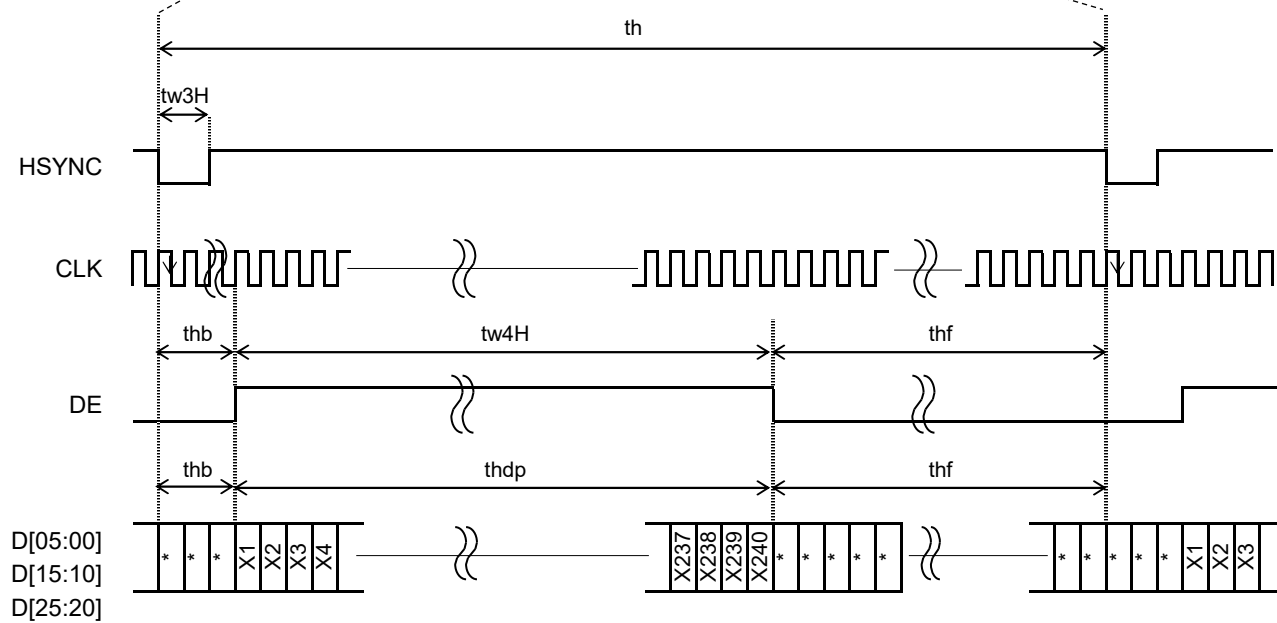 th
tw3H
HSYNC
CLK
thb tw4H thf
DE
thb thdp thf
D[05:00]
D[15:10]
D[25:20]
* * * X1 X2 X3 X4 X237 X238 X239 X240 * * * * * * * * * * X1 X2 X3